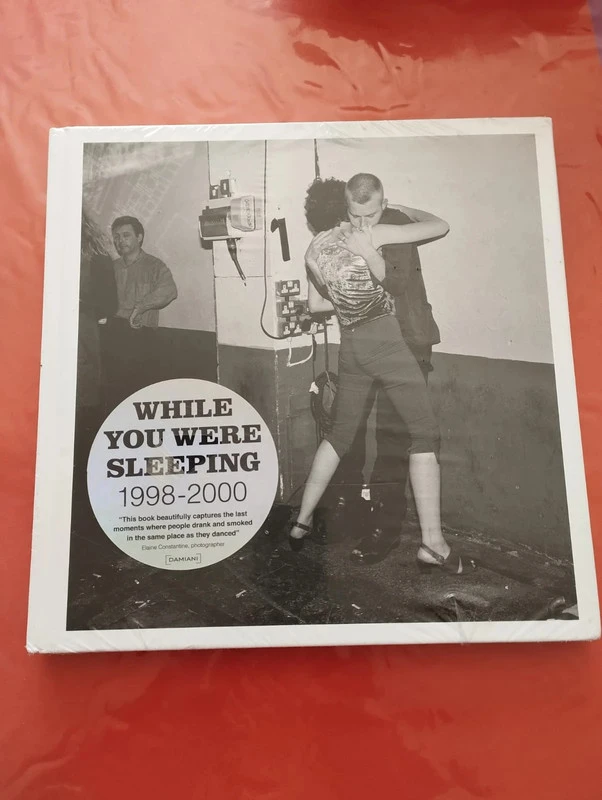 WHILE
YOU WERE
SLEEPING
1998-2000
"This book beautifully captures the last
moments where people drank and smoked
in the same place as they danced"
Elaine Constantine, photographer
DAMIANI